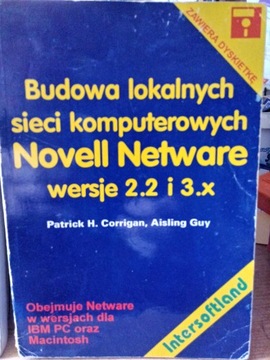 ZAWIERA DYSKIETKĘ
Budowa lokalnych
sieci komputerowych
Novell Netware
wersje 2.2 i 3.x
Patrick H. Corrigan, Aisling Guy
Obejmuje Netware
w wersjach dla
IBM PC oraz
Macintosh
Intersoftland